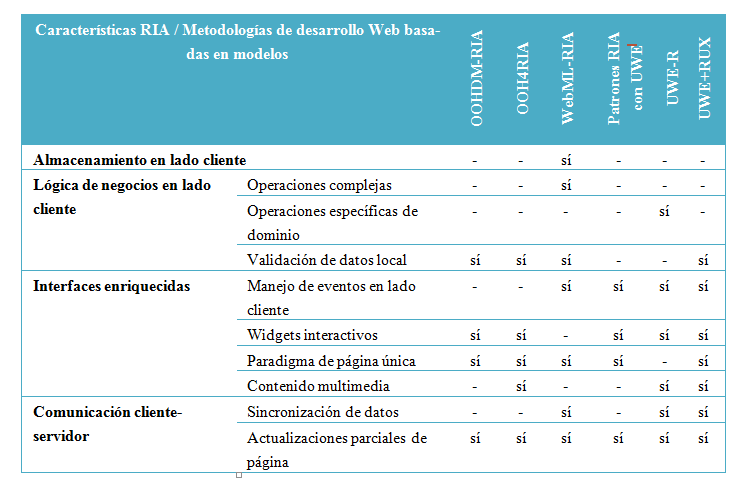 Características RIA / Metodologías de desarrollo Web basa-
das en modelos
OOHDM-RIA
OOH4RIA
WebML-RIA
Patrones RIA
con UWE
UWE-R
UWE+RUX
Almacenamiento en lado cliente - - sí - - -
Lógica de negocios en lado
cliente
Operaciones complejas - - sí - - -
Operaciones específicas de
dominio
- - - - sí -
Validación de datos local sí sí sí - - sí
Interfaces enriquecidas
Manejo de eventos en lado
cliente
- - sí sí sí sí
Widgets interactivos sí sí - sí sí sí
Paradigma de página única sí sí sí sí - sí
Contenido multimedia - sí - - sí sí
Comunicación cliente-
servidor
Sincronización de datos - - sí - sí sí
Actualizaciones parciales de
página
sí sí sí sí sí sí